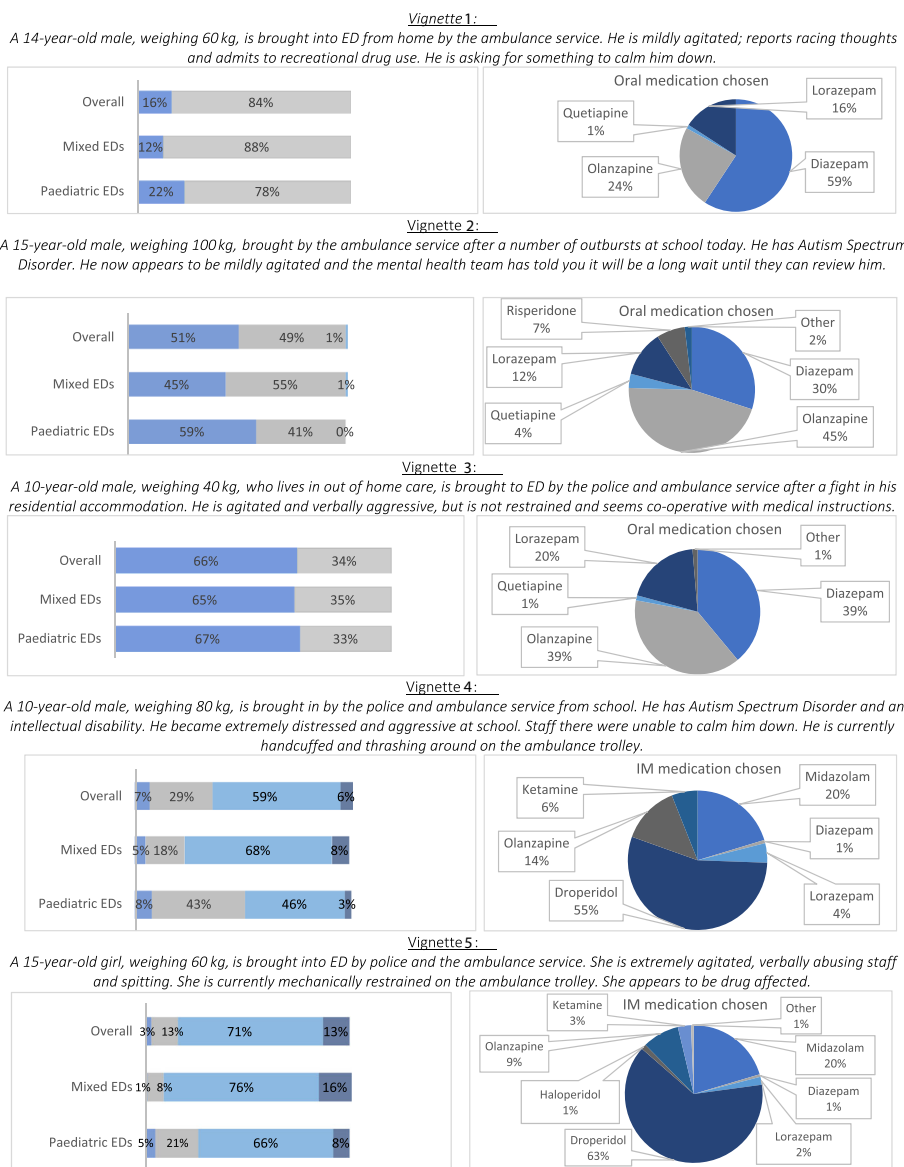 Vignette 1:
A 14-year-old male, weighing 60 kg, is brought into ED from home by the ambulance service. He is mildly agitated; reports racing thoughts
and admits to recreational drug use. He is asking for something to calm him down.
Overall 16% 84%
Mixed EDs 12% 88%
Paediatric EDs 22% 78%
Oral medication chosen
Lorazepam
16%
Quetiapine
1%
Olanzapine
24%
Diazepam
59%
Vignette 2:
A 15-year-old male, weighing 100 kg, brought by the ambulance service after a number of outbursts at school today. He has Autism Spectrum
Disorder. He now appears to be mildly agitated and the mental health team has told you it will be a long wait until they can review him.
Overall 51% 49% 1%
Mixed EDs 45% 55% 1%
Paediatric EDs 59% 41% 0%
Oral medication chosen
Risperidone
7%
Other
2%
Lorazepam
12%
Diazepam
30%
Quetiapine
4%
Olanzapine
45%
Vignette 3:
A 10-year-old male, weighing 40 kg, who lives in out of home care, is brought to ED by the police and ambulance service after a fight in his
residential accommodation. He is agitated and verbally aggressive, but is not restrained and seems co-operative with medical instructions.
Overall 66% 34%
Mixed EDs 65% 35%
Paediatric EDs 67% 33%
Oral medication chosen
Lorazepam
20%
Other
1%
Quetiapine
1%
Diazepam
39%
Olanzapine
39%
Vignette 4:
A 10-year-old male, weighing 80 kg, is brought in by the police and ambulance service from school. He has Autism Spectrum Disorder and an
intellectual disability. He became extremely distressed and aggressive at school. Staff there were unable to calm him down. He is currently
handcuffed and thrashing around on the ambulance trolley.
Overall 7% 29% 59% 6%
Mixed EDs 5% 18% 68% 8%
Paediatric EDs 8% 43% 46% 3%
IM medication chosen
Ketamine
6%
Midazolam
20%
Olanzapine
14%
Diazepam
1%
Droperidol
55%
Lorazepam
4%
Vignette 5:
A 15-year-old girl, weighing 60 kg, is brought into ED by police and the ambulance service. She is extremely agitated, verbally abusing staff
and spitting. She is currently mechanically restrained on the ambulance trolley. She appears to be drug affected.
Overall 3% 13% 71% 13%
Mixed EDs 1% 8% 76% 16%
Paediatric EDs 5% 21% 66% 8%
IM medication chosen
Ketamine
3%
Other
1%
Olanzapine
9%
Midazolam
20%
Haloperidol
1%
Diazepam
1%
Droperidol
63%
Lorazepam
2%